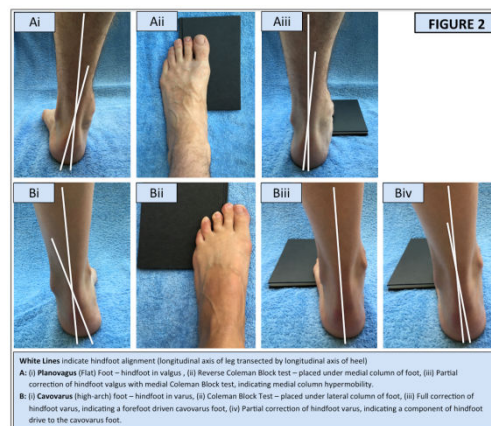 Ai
Aii
Aiii
FIGURE 2
Bi
Bii
Biii
Biv
White Lines indicate hindfoot alignment (longitudinal axis of leg transected by longitudinal axis of heel)
A: (i) Planovagus (Flat) Foot – hindfoot in valgus , (ii) Reverse Coleman Block test – placed under medial column of foot, (iii) Partial
correction of hindfoot valgus with medial Coleman Block test, indicating medial column hypermobility.
B: (i) Cavovarus (high-arch) foot – hindfoot in varus, (ii) Coleman Block Test – placed under lateral column of foot, (iii) Full correction of
hindfoot varus, indicating a forefoot driven cavovarus foot, (iv) Partial correction of hindfoot varus, indicating a component of hindfoot
drive to the cavovarus foot.